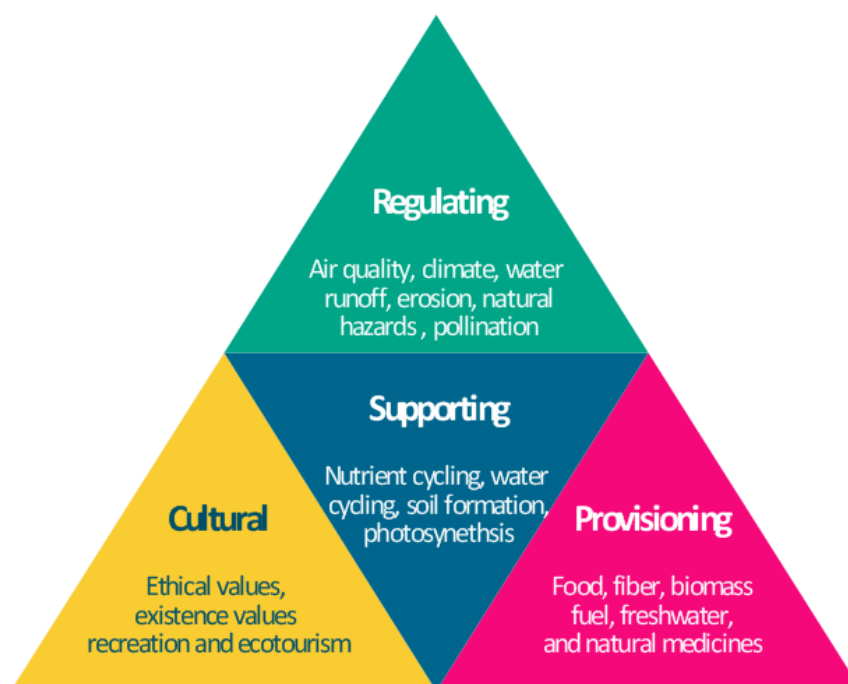 Regulating
Air quality, climate, water
runoff, erosion, natural
hazards , pollination
Supporting
Nutrient cycling, water
cycling, soil formation,
photosynethsis
Cultural
Ethical values,
existence values
recreation and ecotourism
Provisioning
Food, fiber, biomass
fuel, freshwater,
and natural medicines